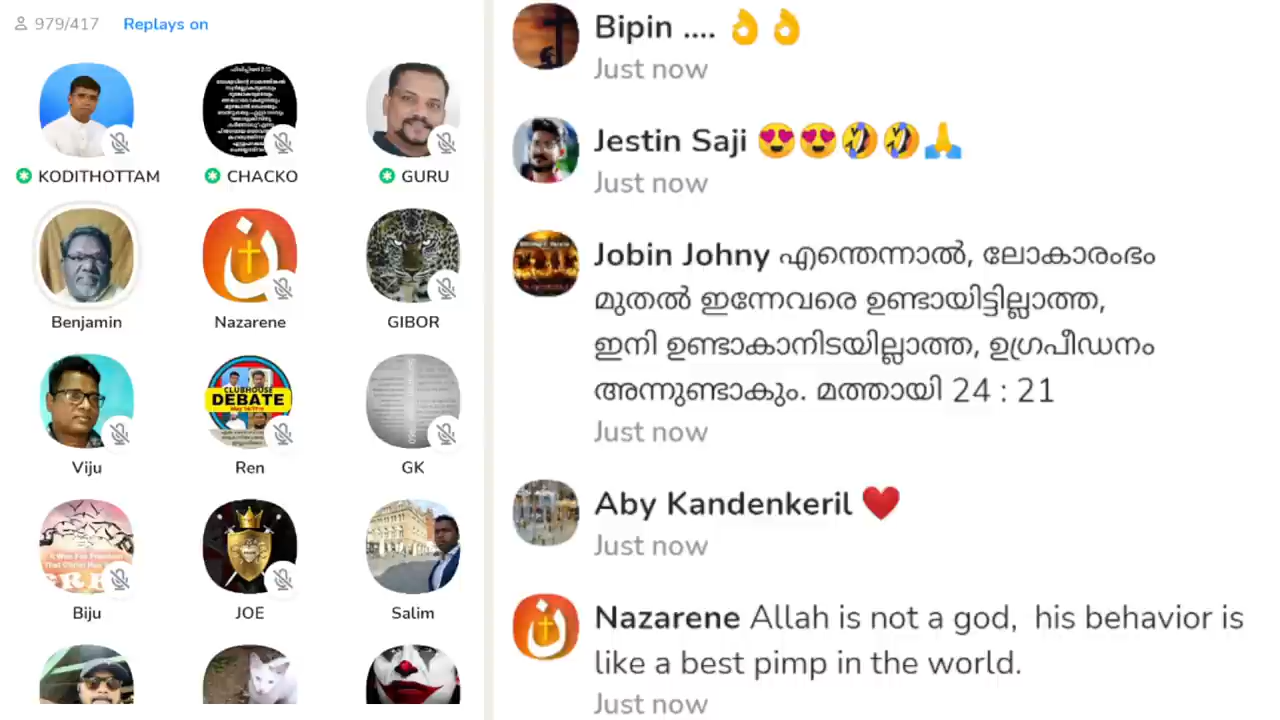 979/417 Replays on
KODITHOTTAM CHACKO GURU
Benjamin Nazarene GIBOR
CLUBHOUSE
DEBATE
Viju Ren GK
Biju JOE Salim
Bipin .... 👌👌
Just now
Jestin Saji 😍😍🤣🤣🙏
Just now
Jobin Johny എന്തെന്നാൽ, ലോകാരംഭം
മുതൽ ഇന്നേവരെ ഉണ്ടായിട്ടില്ലാത്ത,
ഇനി ഉണ്ടാകാനിടയില്ലാത്ത, ഉഗ്രപീഡനം
അന്നുണ്ടാകും. മത്തായി 24 : 21
Just now
Aby Kandenkeril ❤️
Just now
Nazarene Allah is not a god,  his behavior is
like a best pimp in the world.
Just now